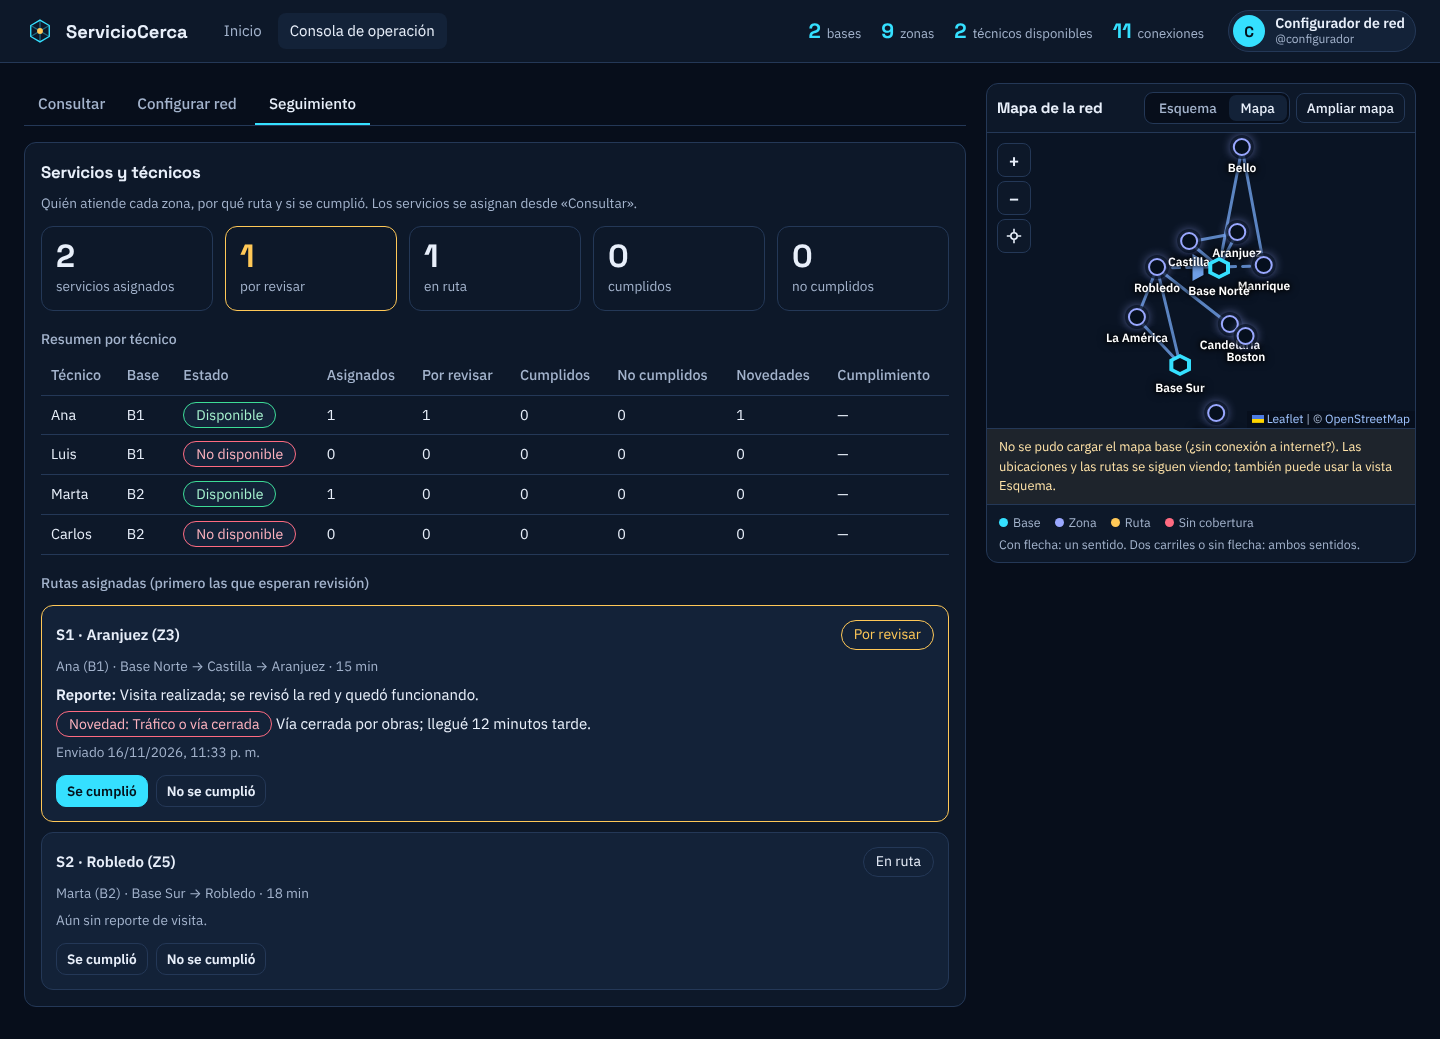 ServicioCerca
Inicio
Consola de operación
2 bases
9 zonas
2 técnicos disponibles
11 conexiones
C
Configurador de red
@configurador
Consultar
Configurar red
Seguimiento
Servicios y técnicos
Quién atiende cada zona, por qué ruta y si se cumplió. Los servicios se asignan desde «Consultar».
2
servicios asignados
1
por revisar
1
en ruta
0
cumplidos
0
no cumplidos
Resumen por técnico
Técnico Base Estado Asignados Por revisar Cumplidos No cumplidos Novedades Cumplimiento
Ana B1 Disponible 1 1 0 0 1 —
Luis B1 No disponible 0 0 0 0 0 —
Marta B2 Disponible 1 0 0 0 0 —
Carlos B2 No disponible 0 0 0 0 0 —
Rutas asignadas (primero las que esperan revisión)
S1 · Aranjuez (Z3)
Por revisar
Ana (B1) · Base Norte → Castilla → Aranjuez · 15 min
Reporte: Visita realizada; se revisó la red y quedó funcionando.
Novedad: Tráfico o vía cerrada Vía cerrada por obras; llegué 12 minutos tarde.
Enviado 16/11/2026, 11:33 p. m.
Se cumplió
No se cumplió
S2 · Robledo (Z5)
En ruta
Marta (B2) · Base Sur → Robledo · 18 min
Aún sin reporte de visita.
Se cumplió
No se cumplió
Mapa de la red
Esquema
Mapa
Ampliar mapa
+
−
Bello
Aranjuez
Castilla
Robledo
Base Norte
Manrique
La América
Candelaria
Boston
Base Sur
Leaflet | © OpenStreetMap
No se pudo cargar el mapa base (¿sin conexión a internet?). Las
ubicaciones y las rutas se siguen viendo; también puede usar la vista
Esquema.
Base
Zona
Ruta
Sin cobertura
Con flecha: un sentido. Dos carriles o sin flecha: ambos sentidos.